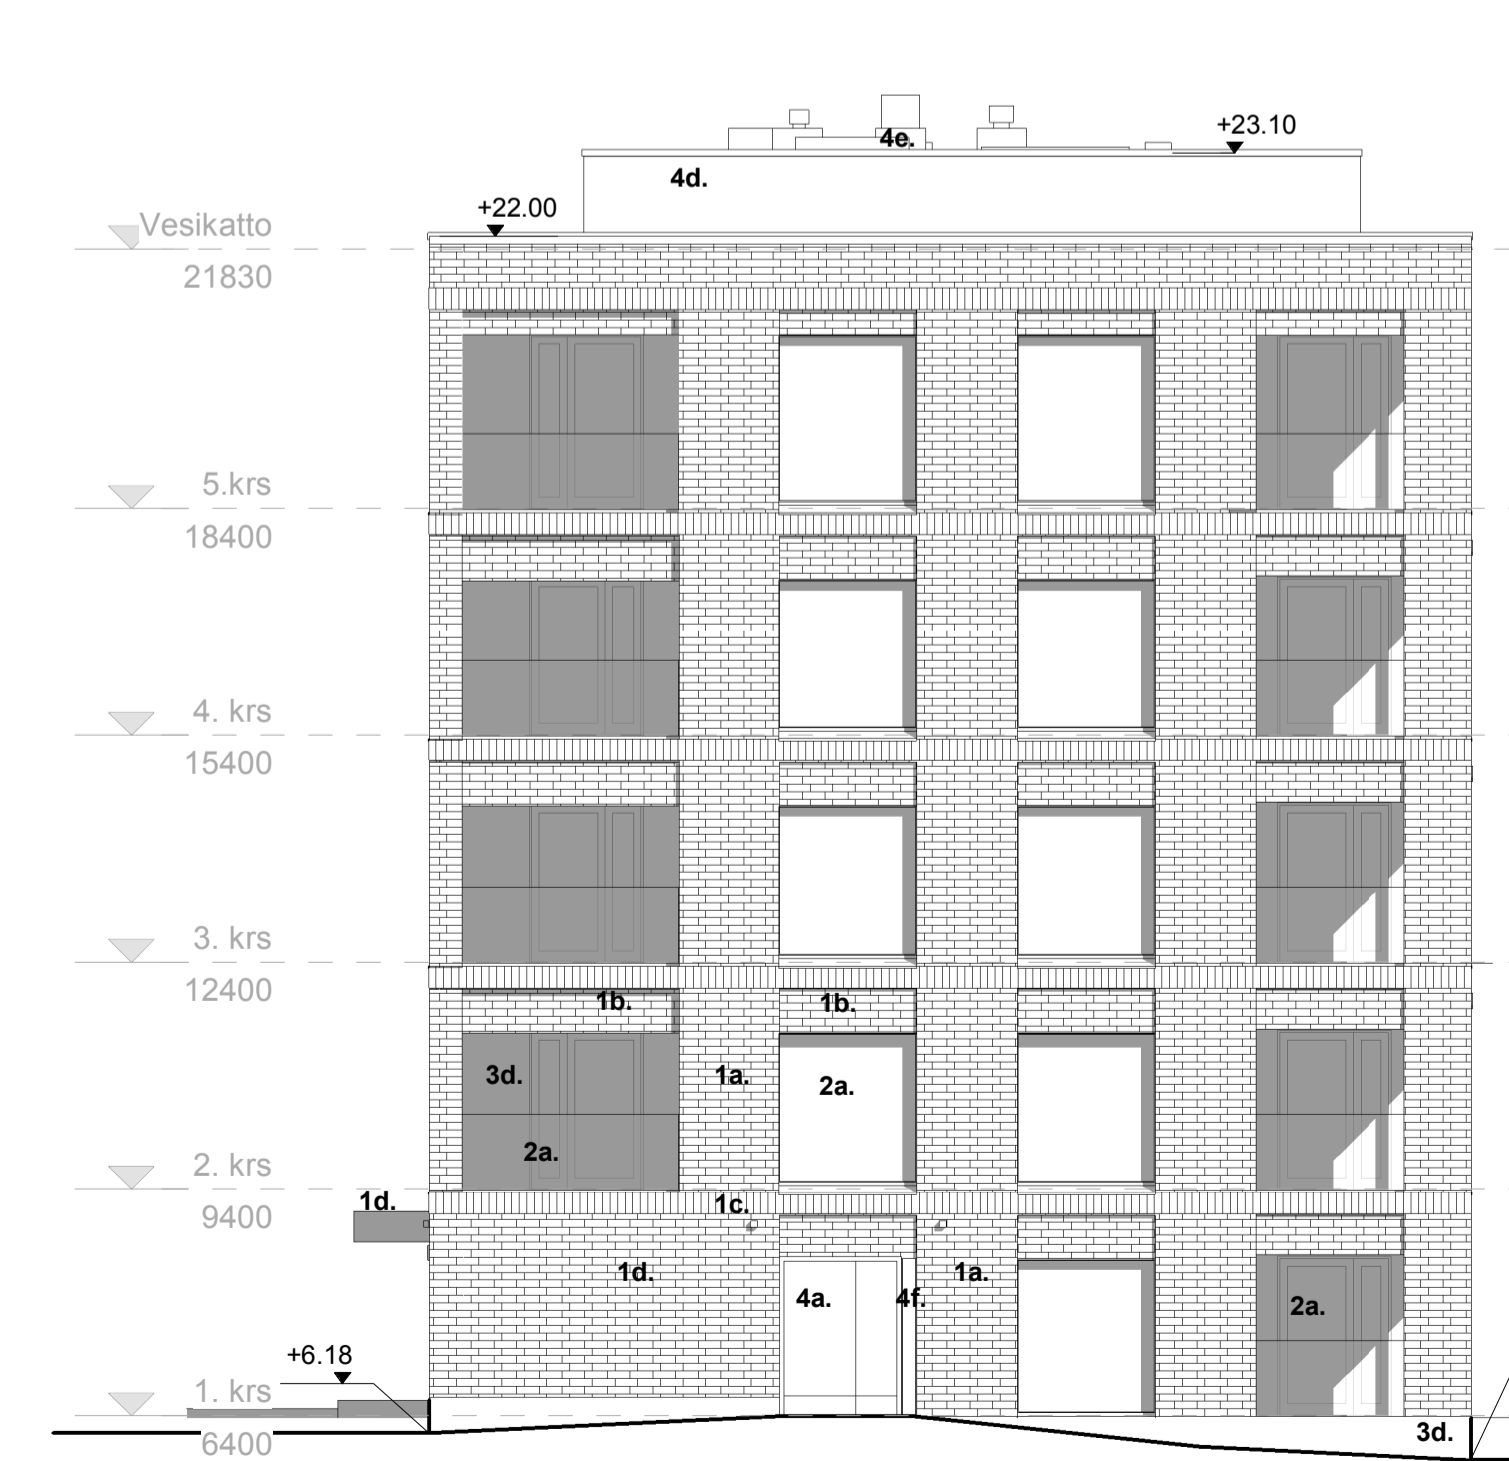 +23.10
4e.
4d.
+22.00
Vesikatto
21830
5.krs
18400
4. krs
15400
3. krs
12400
1b.
1b.
3d.
1a.
2a.
2a.
2. krs
9400
1d.
1c.
1d.
1a.
4a.
4f.
2a.
+6.18
1. krs
6400
3d.